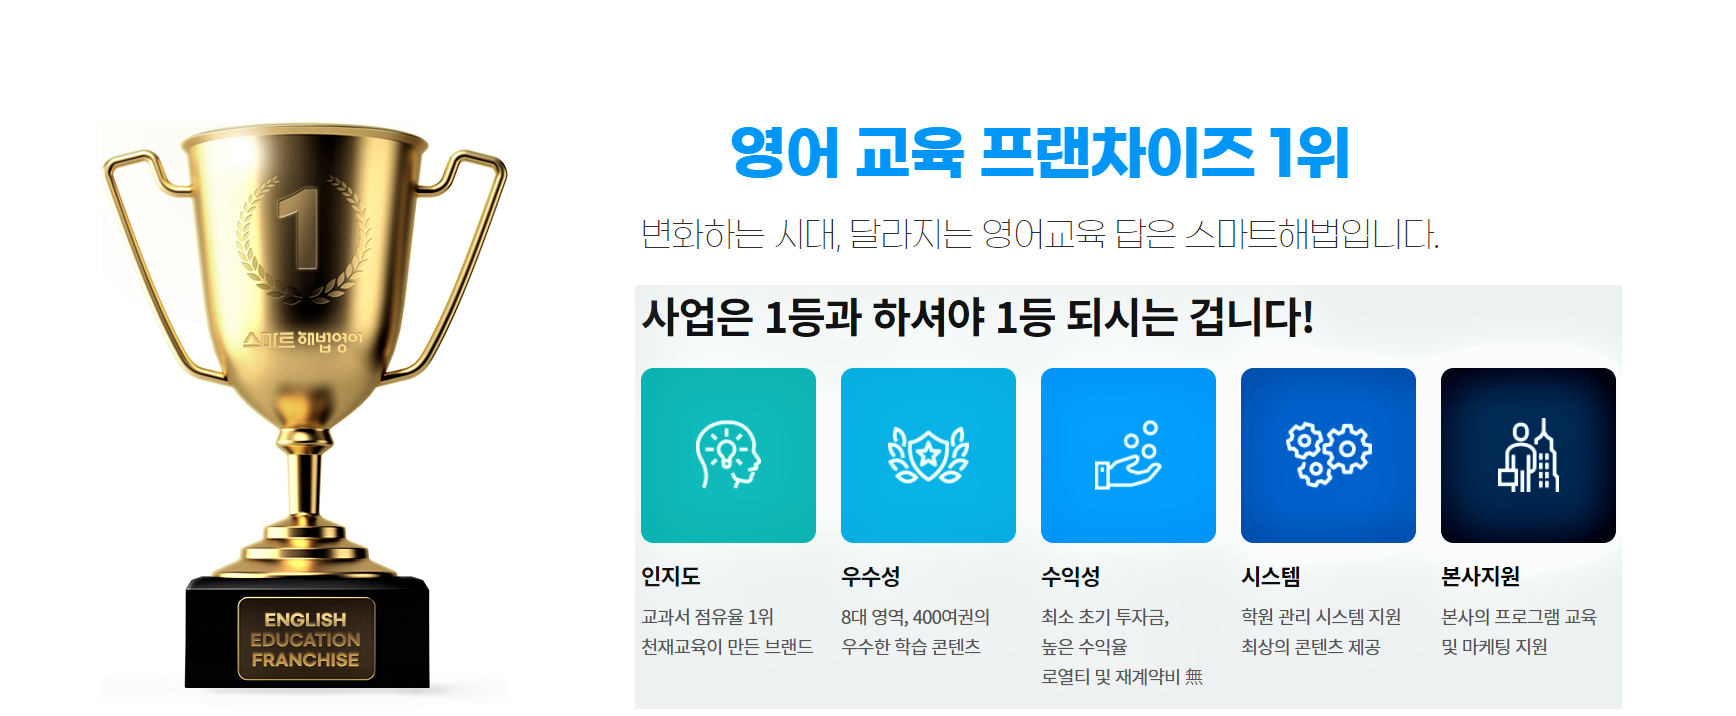 영어 교육 프랜차이즈 1위
변화하는 시대, 달라지는 영어교육 답은 스마트해법입니다.
사업은 1등과 하셔야 1등 되시는 겁니다!
1
스마트해법영어
ENGLISH
EDUCATION
FRANCHISE
인지도
교과서 점유율 1위
천재교육이 만든 브랜드
우수성
8대 영역, 400여권의
우수한 학습 콘텐츠
수익성
최소 초기 투자금,
높은 수익율
로열티 및 재계약비 無
시스템
학원 관리 시스템 지원
최상의 콘텐츠 제공
본사지원
본사의 프로그램 교육
및 마케팅 지원